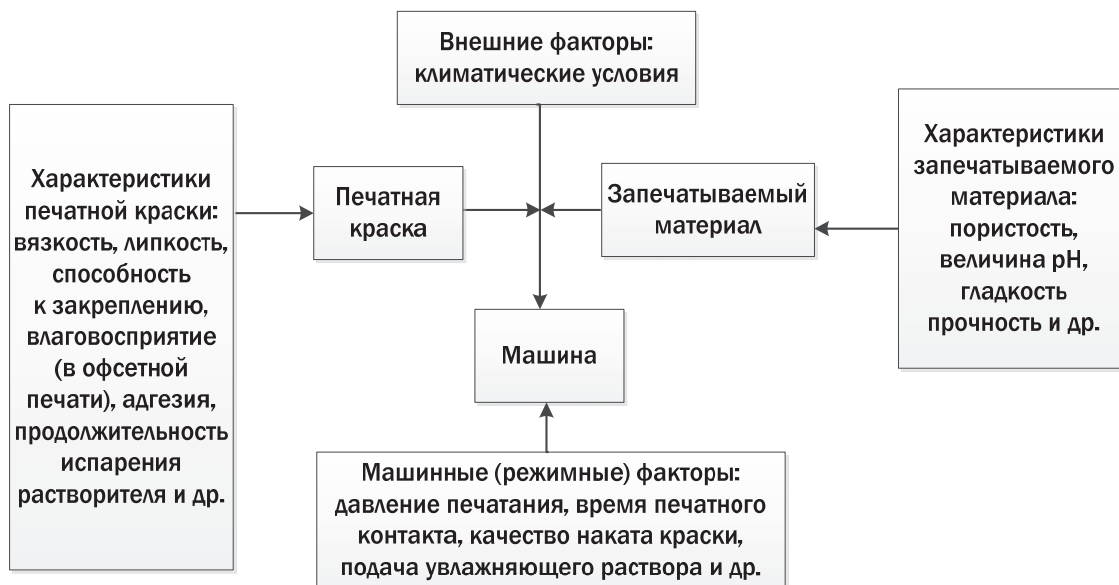 Внешние факторы:
климатические условия
Характеристики
печатной краски:
вязкость, липкость,
способность
к закреплению,
влаговосприятие
(в офсетной
печати), адгезия,
продолжительность
испарения
растворителя и др.
Печатная
краска
Запечатываемый
материал
Характеристики
запечатываемого
материала:
пористость,
величина pH,
гладкость
прочность и др.
Машина
Машинные (режимные) факторы:
давление печатания, время печатного
контакта, качество наката краски,
подача увлажняющего раствора и др.